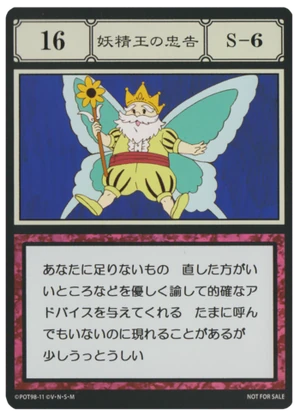 16
妖精王の忠告
S-6
あなたに足りないもの　直した方がい
いところなどを優しく諭して的確なア
ドバイスを与えてくれる　たまに呼ん
でもいないのに現れることがあるが
少しうっとうしい
©POT98-11 ©V・N・S・M
NOT FOR SALE